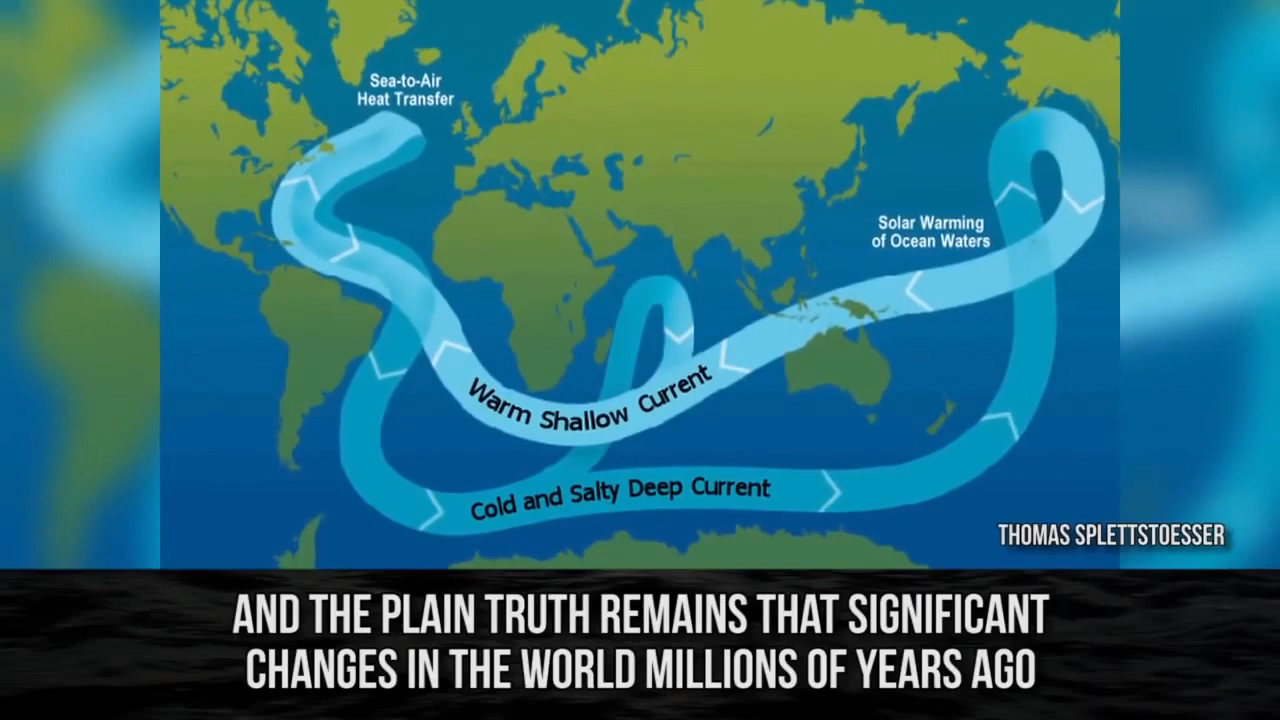 Sea-to-Air
Heat Transfer
Solar Warming
of Ocean Waters
Warm Shallow Current
Cold and Salty Deep Current
THOMAS SPLETTSTOESSER
AND THE PLAIN TRUTH REMAINS THAT SIGNIFICANT
CHANGES IN THE WORLD MILLIONS OF YEARS AGO